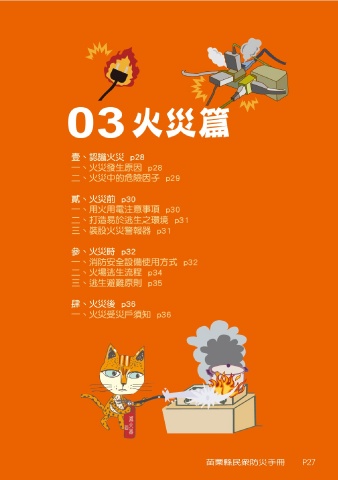 03 火災篇
壹、認識火災 p28
一、火災發生原因 p28
二、火災中的危險因子 p29
貳、火災前 p30
一、用火用電注意事項 p30
二、打造易於逃生之環境 p31
三、裝設火災警報器 p31
參、火災時 p32
一、消防安全設備使用方式 p32
二、火場逃生流程 p34
三、逃生避難原則 p35
肆、火災後 p36
一、火災受災戶須知 p36
滅火器
苗栗縣民眾防災手冊 P27